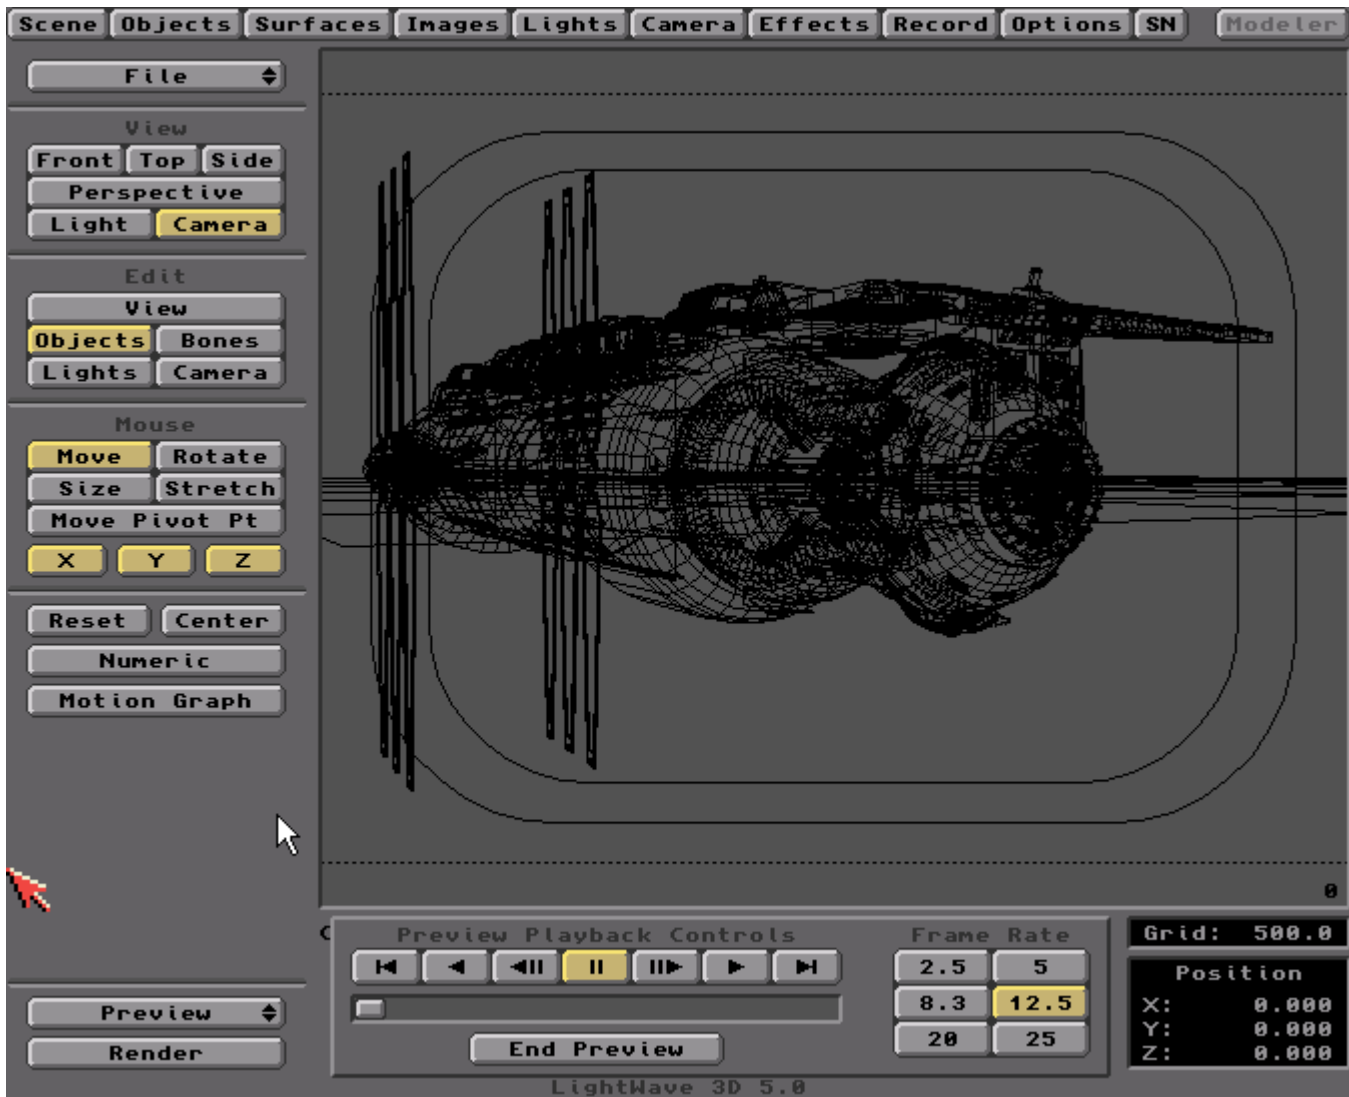 Scene Objects Surfaces Images Lights Camera Effects Record Options SN Modeler
File
View
Front Top Side
Perspective
Light Camera
Edit
View
Objects Bones
Lights Camera
Mouse
Move Rotate
Size Stretch
Move Pivot Pt
X Y Z
Reset Center
Numeric
Motion Graph
0
Preview Playback Controls
Frame Rate
2.5 5
8.3 12.5
20 25
End Preview
Grid: 500.0
Position
X: 0.000
Y: 0.000
Z: 0.000
Preview
Render
LightWave 3D 5.0